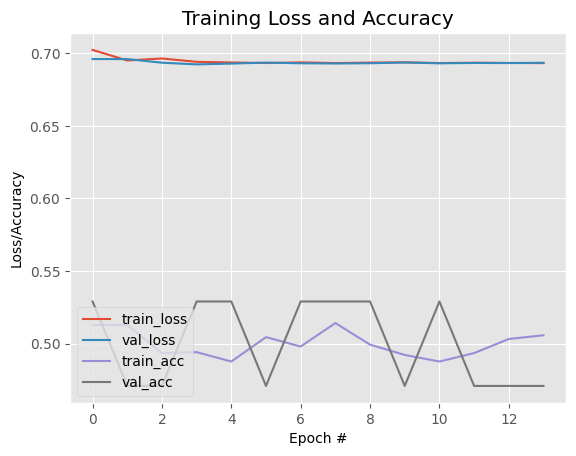 Training Loss and Accuracy
Loss/Accuracy
0.70
0.65
0.60
0.55
0.50
train_loss
val_loss
train_acc
val_acc
0 2 4 6 8 10 12
Epoch #